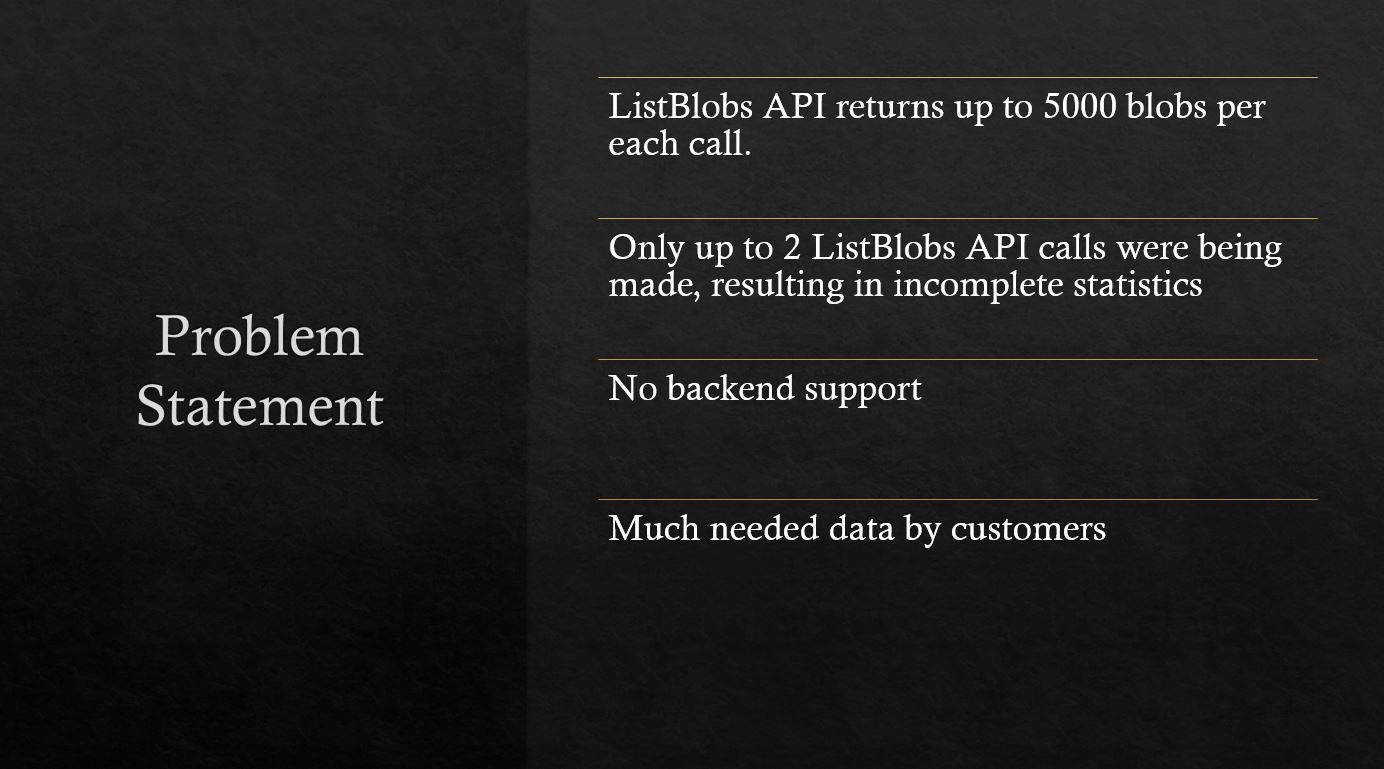 Problem
Statement
ListBlobs API returns up to 5000 blobs per
each call.
Only up to 2 ListBlobs API calls were being
made, resulting in incomplete statistics
No backend support
Much needed data by customers